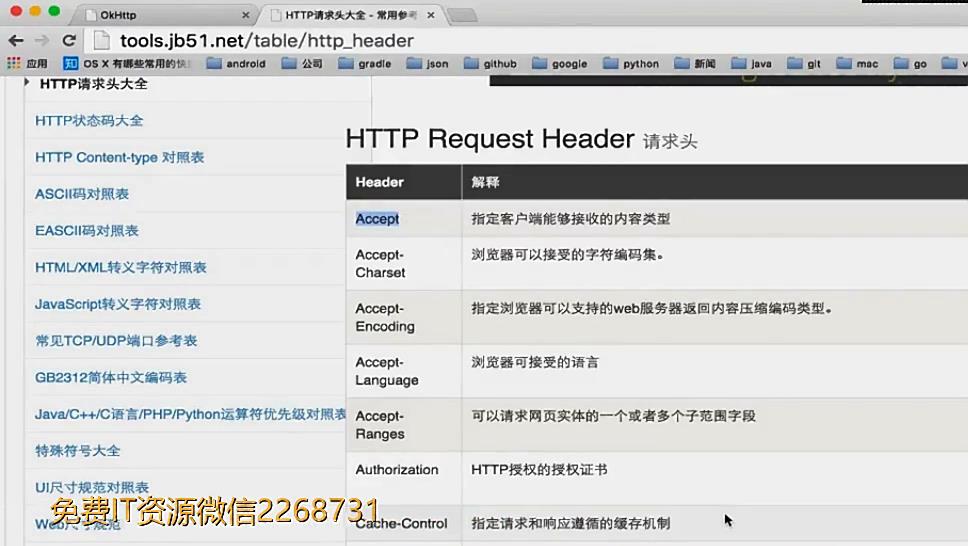 OkHttp
HTTP请求头大全 - 常用参考
tools.jb51.net/table/http_header
应用
知 OS X 有哪些常用的快
android
公司
gradle
json
github
google
python
新闻
java
git
mac
go
HTTP请求头大全
HTTP状态码大全
HTTP Content-type 对照表
ASCII码对照表
EASCII码对照表
HTML/XML转义字符对照表
JavaScript转义字符对照表
常见TCP/UDP端口参考表
GB2312简体中文编码表
Java/C++/C语言/PHP/Python运算符优先级对照表
特殊符号大全
UI尺寸规范对照表
Web尺寸规范
HTTP Request Header 请求头
Header 解释
Accept 指定客户端能够接收的内容类型
Accept-
Charset
浏览器可以接受的字符编码集。
Accept-
Encoding
指定浏览器可以支持的web服务器返回内容压缩编码类型。
Accept-
Language
浏览器可接受的语言
Accept-
Ranges
可以请求网页实体的一个或者多个子范围字段
Authorization HTTP授权的授权证书
Cache-Control 指定请求和响应遵循的缓存机制
免费IT资源微信2268731